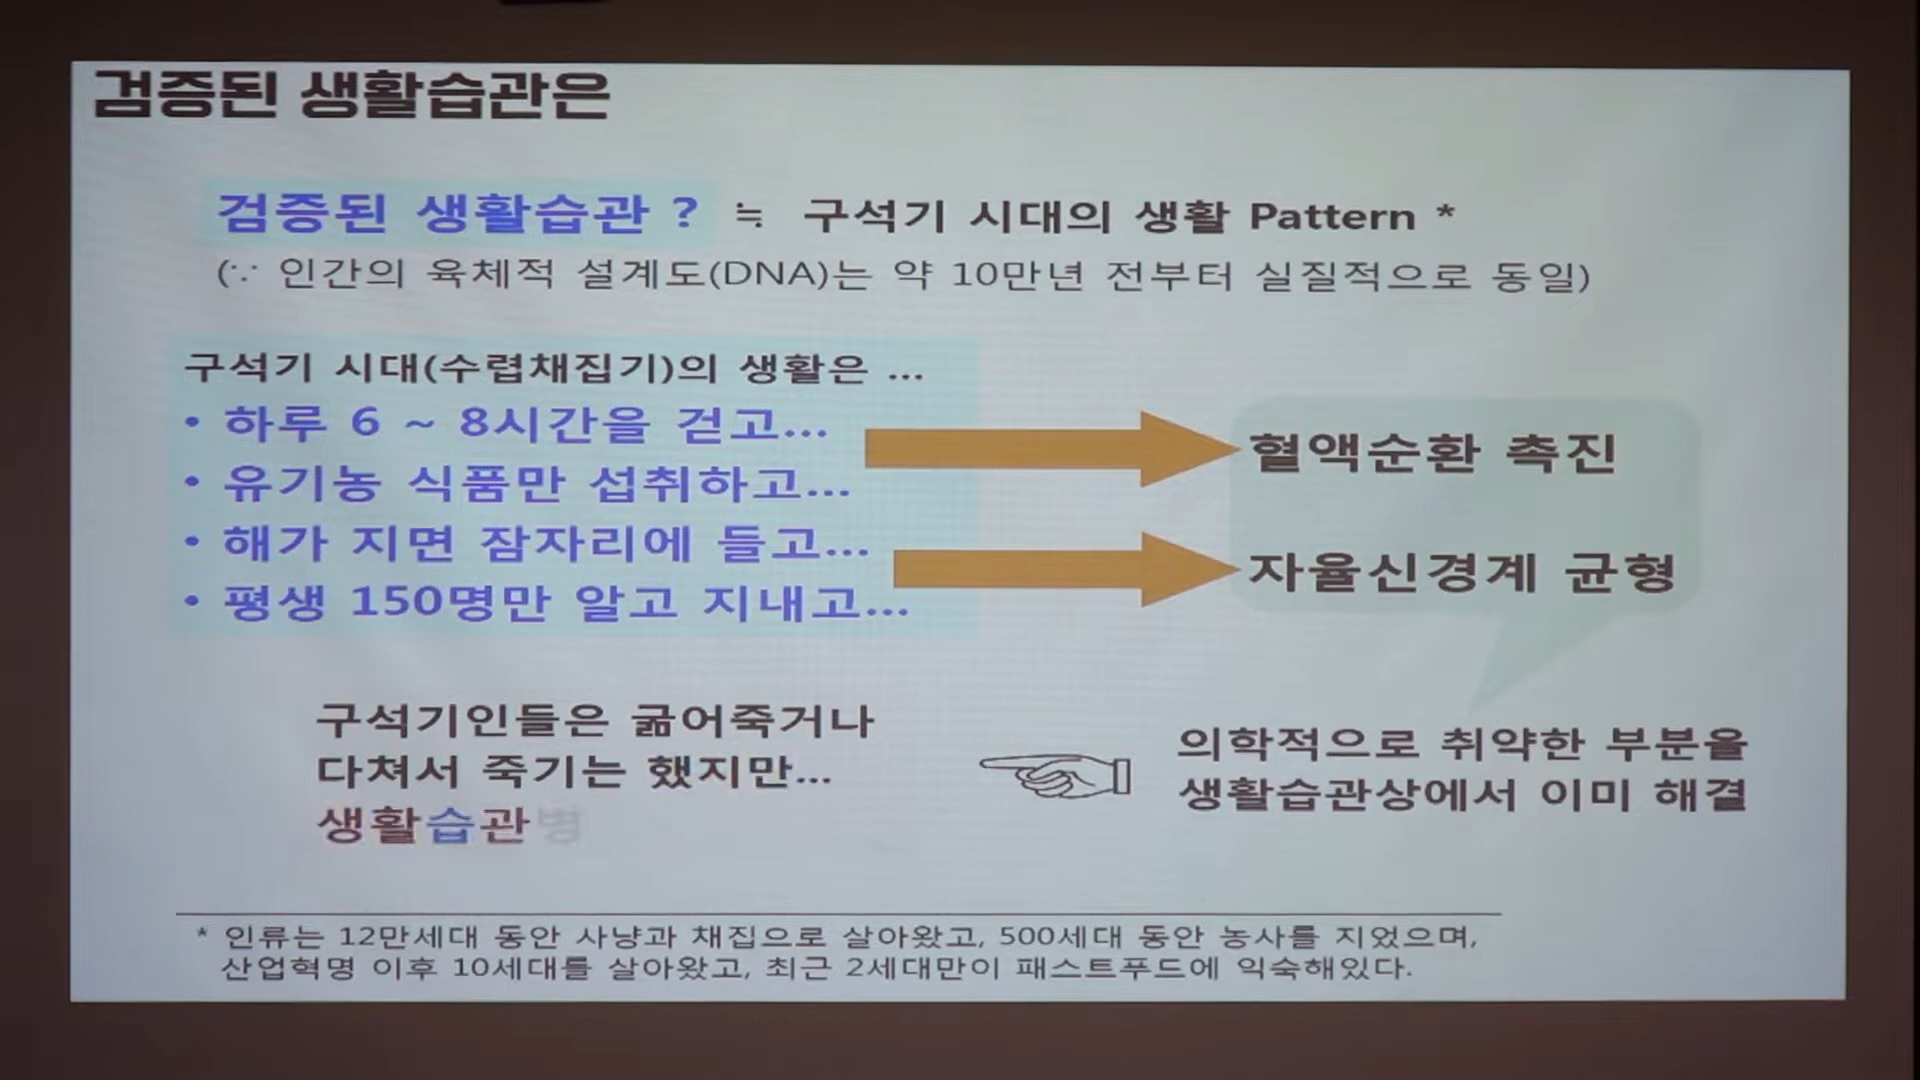 검증된 생활습관은
검증된 생활습관 ? ≒ 구석기 시대의 생활 Pattern *
(∵ 인간의 육체적 설계도(DNA)는 약 10만년 전부터 실질적으로 동일)
구석기 시대(수렵채집기)의 생활은 ...
• 하루 6 ~ 8시간을 걷고...
• 유기농 식품만 섭취하고...
• 해가 지면 잠자리에 들고...
• 평생 150명만 알고 지내고...
혈액순환 촉진
자율신경계 균형
구석기인들은 굶어죽거나
다쳐서 죽기는 했지만...
생활습관병
의학적으로 취약한 부분을
생활습관상에서 이미 해결
* 인류는 12만세대 동안 사냥과 채집으로 살아왔고, 500세대 동안 농사를 지었으며,
산업혁명 이후 10세대를 살아왔고, 최근 2세대만이 패스트푸드에 익숙해있다.